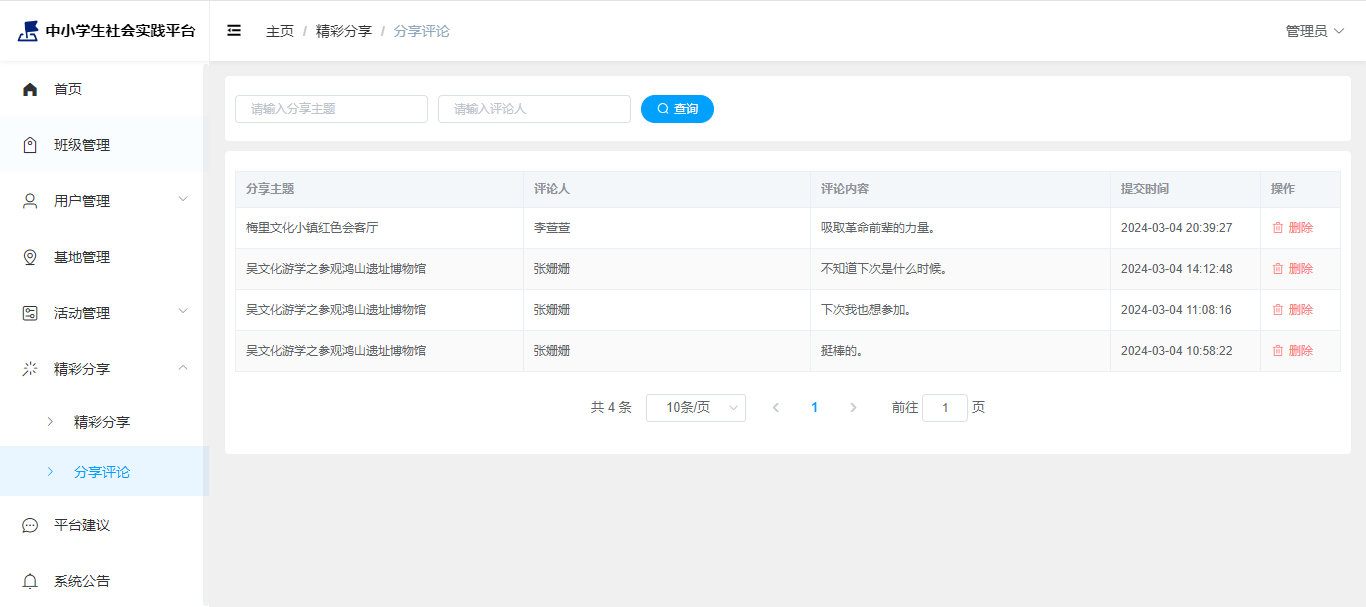 中小学生社会实践平台
主页 / 精彩分享 / 分享评论
管理员
首页
班级管理
用户管理
基地管理
活动管理
精彩分享
精彩分享
分享评论
平台建议
系统公告
请输入分享主题 请输入评论人 查询
分享主题 评论人 评论内容 提交时间 操作
梅里文化小镇红色会客厅 李萱萱 吸取革命前辈的力量。 2024-03-04 20:39:27 删除
吴文化游学之参观鸿山遗址博物馆 张姗姗 不知道下次是什么时候。 2024-03-04 14:12:48 删除
吴文化游学之参观鸿山遗址博物馆 张姗姗 下次我也想参加。 2024-03-04 11:08:16 删除
吴文化游学之参观鸿山遗址博物馆 张姗姗 挺棒的。 2024-03-04 10:58:22 删除
共 4 条 10条/页 1 前往 1 页